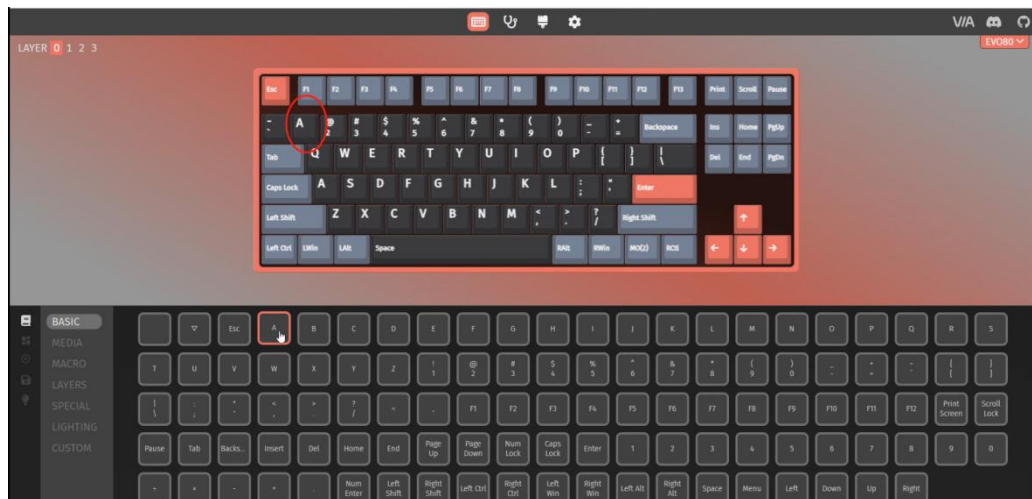 VIA
LAYER 0 1 2 3
EVO80
Esc F1 F2 F3 F4 F5 F6 F7 F8 F9 F10 F11 F12 F13 Print Scroll Pause
~ ` A @ 2 # 3 $ 4 % 5 ^ 6 & 7 * 8 ( 9 ) 0 _ - + = Backspace Ins Home PgUp
Tab Q W E R T Y U I O P { [ } ] | \ Del End PgDn
Caps Lock A S D F G H J K L : ; " ' Enter
Left Shift Z X C V B N M < , > . ? / Right Shift
Left Ctrl LWin LAlt Space RAlt RWin MO(2) RCtl
BASIC
MEDIA
MACRO
LAYERS
SPECIAL
LIGHTING
CUSTOM
▽ Esc A B C D E F G H I J K L M N O P Q R S
T U V W X Y Z ! 1 @ 2 # 3 $ 4 % 5 ^ 6 & 7 * 8 ( 9 ) 0 _ - + = ~ ` { [ } ]
| \ : ; " ' < , > . ? / = , F1 F2 F3 F4 F5 F6 F7 F8 F9 F10 F11 F12 Print Screen Scroll Lock
Pause Tab Backs... Insert Del Home End Page Up Page Down Num Lock Caps Lock Enter 1 2 3 4 5 6 7 8 9 0
÷ × - + . Num Enter Left Shift Right Shift Left Ctrl Right Ctrl Left Win Right Win Left Alt Right Alt Space Menu Left Down Up Right